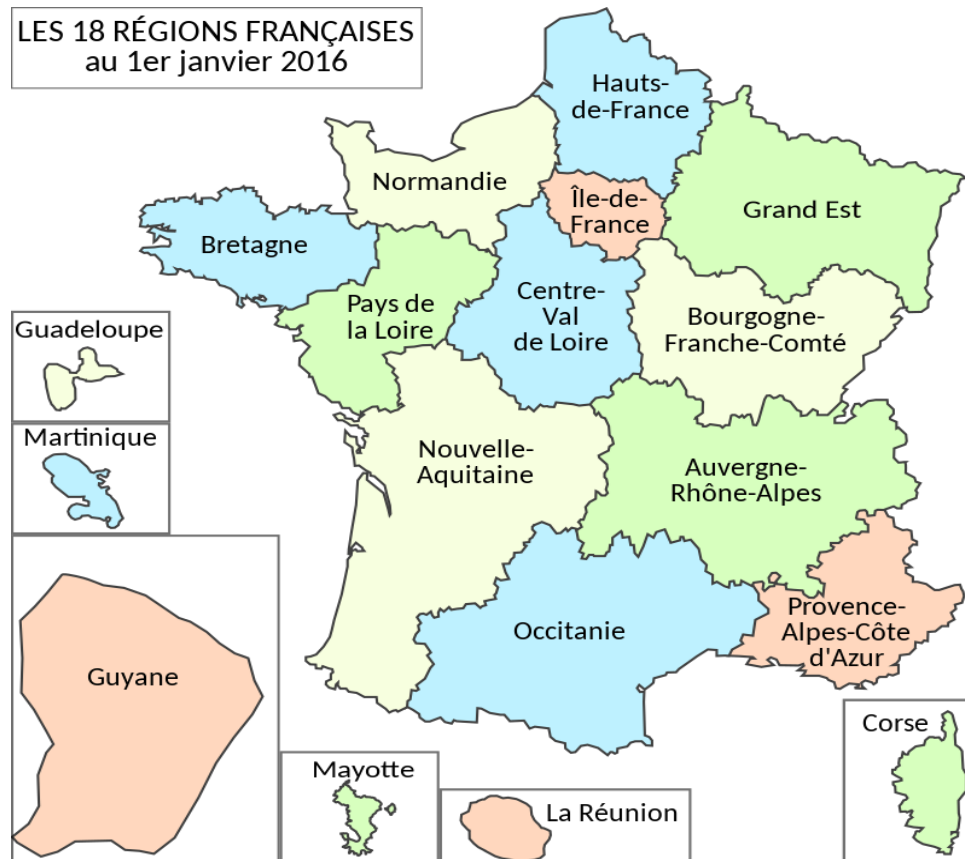 LES 18 RÉGIONS FRANÇAISES
au 1er janvier 2016
Hauts-
de-France
Normandie
Île-de-
France
Grand Est
Bretagne
Pays de
la Loire
Centre-
Val
de Loire
Bourgogne-
Franche-Comté
Guadeloupe
Martinique
Nouvelle-
Aquitaine
Auvergne-
Rhône-Alpes
Occitanie
Provence-
Alpes-Côte
d'Azur
Guyane
Mayotte
La Réunion
Corse